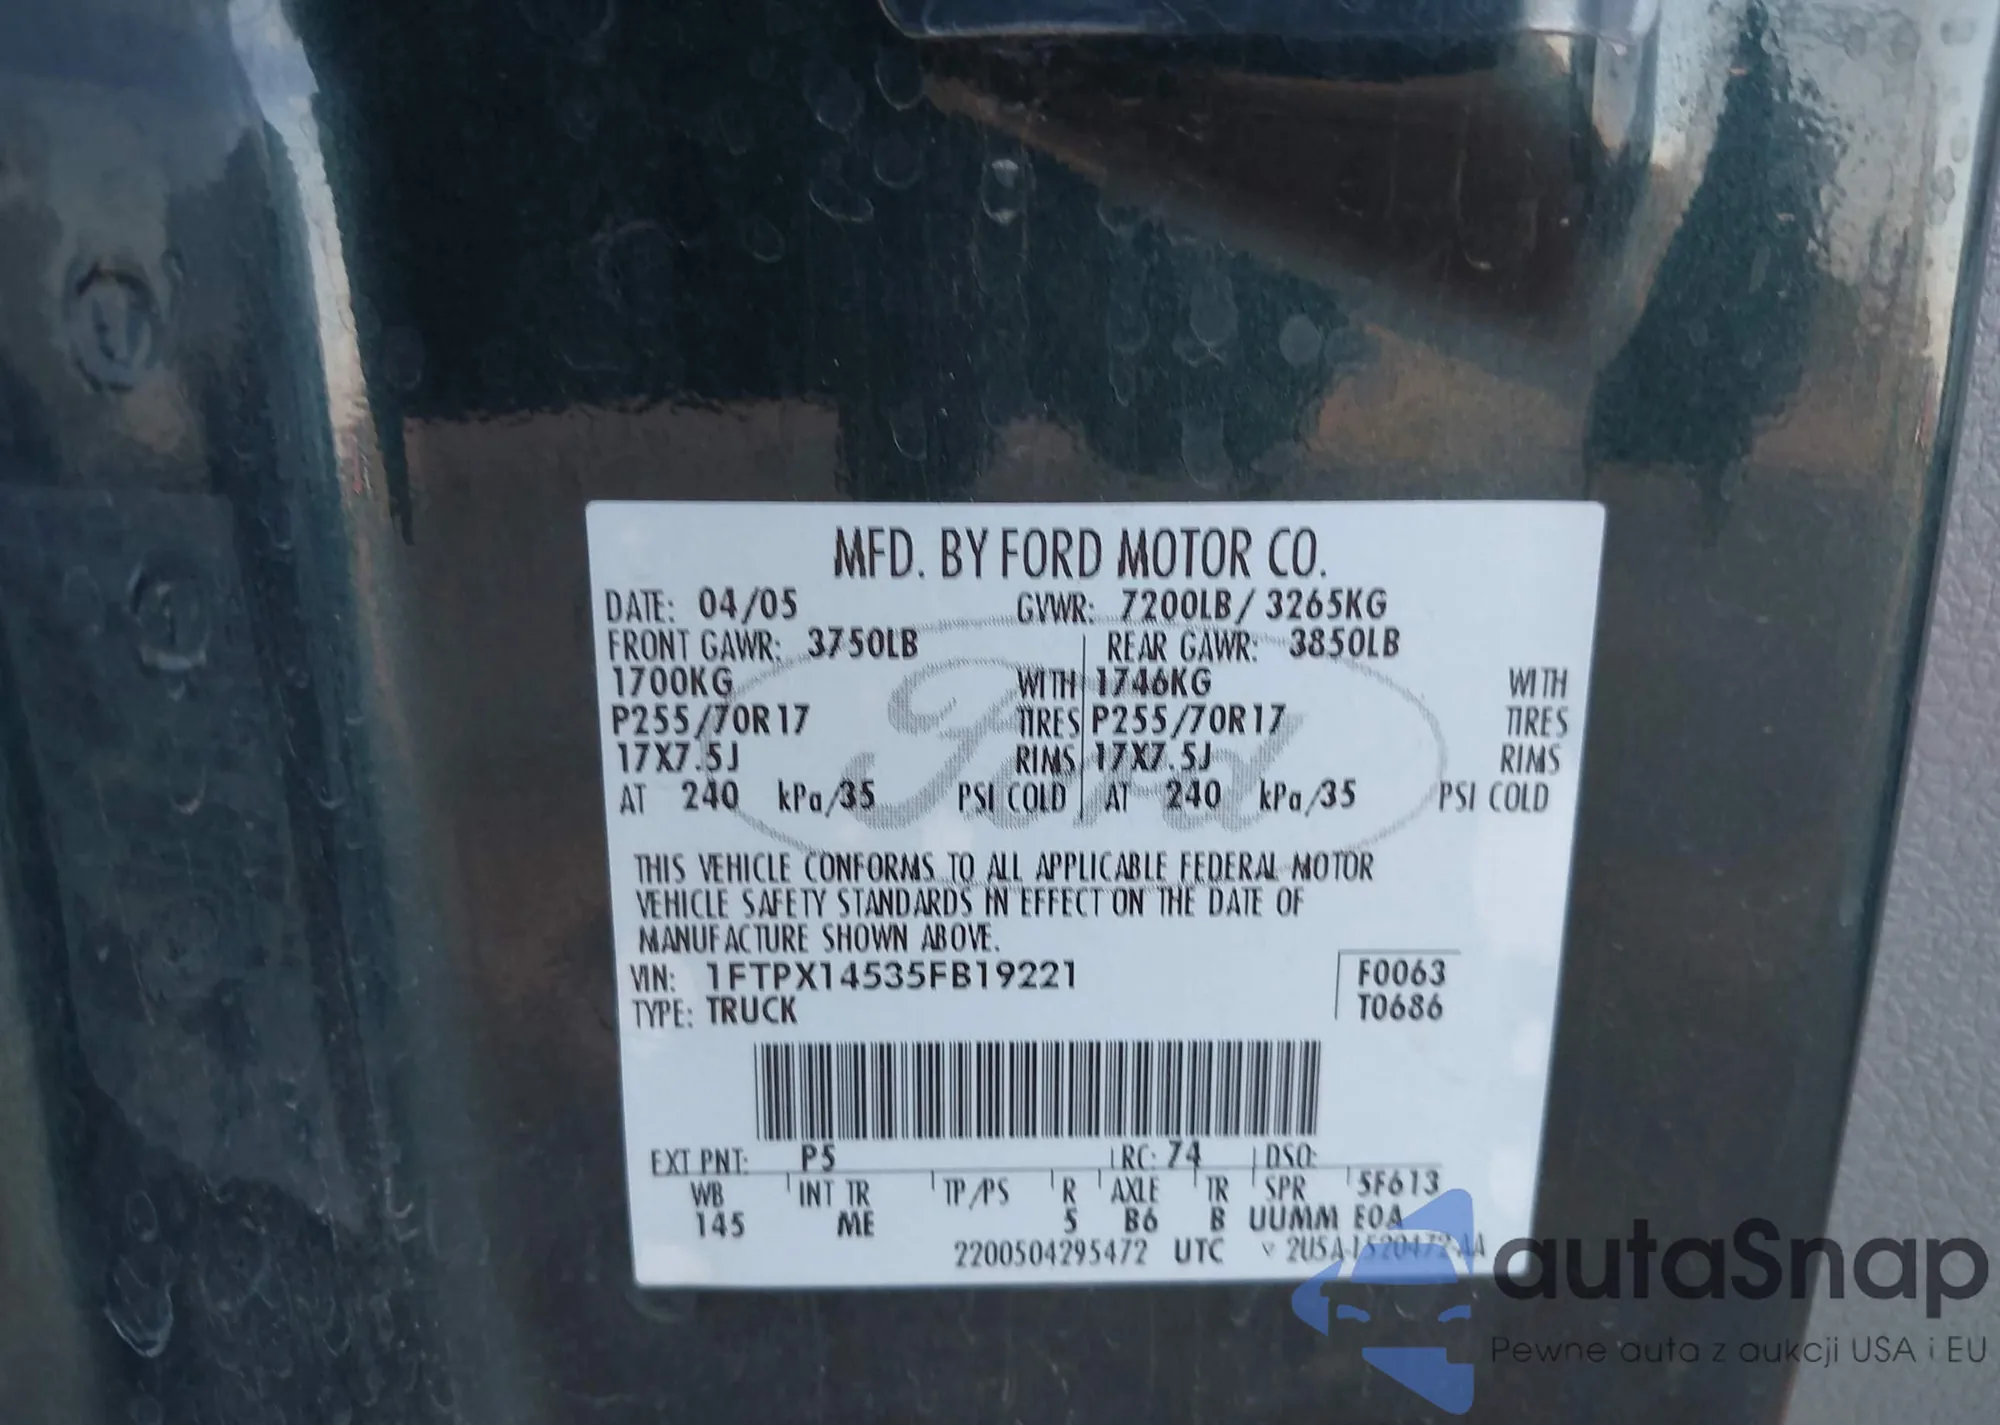 MFD. BY FORD MOTOR CO.
DATE: 04/05 GVWR: 7200LB/ 3265KG
FRONT GAWR: 3750LB REAR GAWR: 3850LB
1700KG WITH 1746KG WITH
P255/70R17 TIRES P255/70R17 TIRES
17X7.5J RIMS 17X7.5J RIMS
AT 240 kPa/35 PSI COLD AT 240 kPa/35 PSI COLD
Ford
THIS VEHICLE CONFORMS TO ALL APPLICABLE FEDERAL MOTOR
VEHICLE SAFETY STANDARDS IN EFFECT ON THE DATE OF
MANUFACTURE SHOWN ABOVE.
VIN: 1FTPX14535FB19221 F0063
TYPE: TRUCK T0686
EXT PNT: P5 RC: 74 DSO:
WB INT TR TP/PS R AXLE TR SPR 5F613
145 ME 5 B6 B UUMM E0A
2200504295472 UTC
autaSnap
Pewne auta z aukcji USA i EU